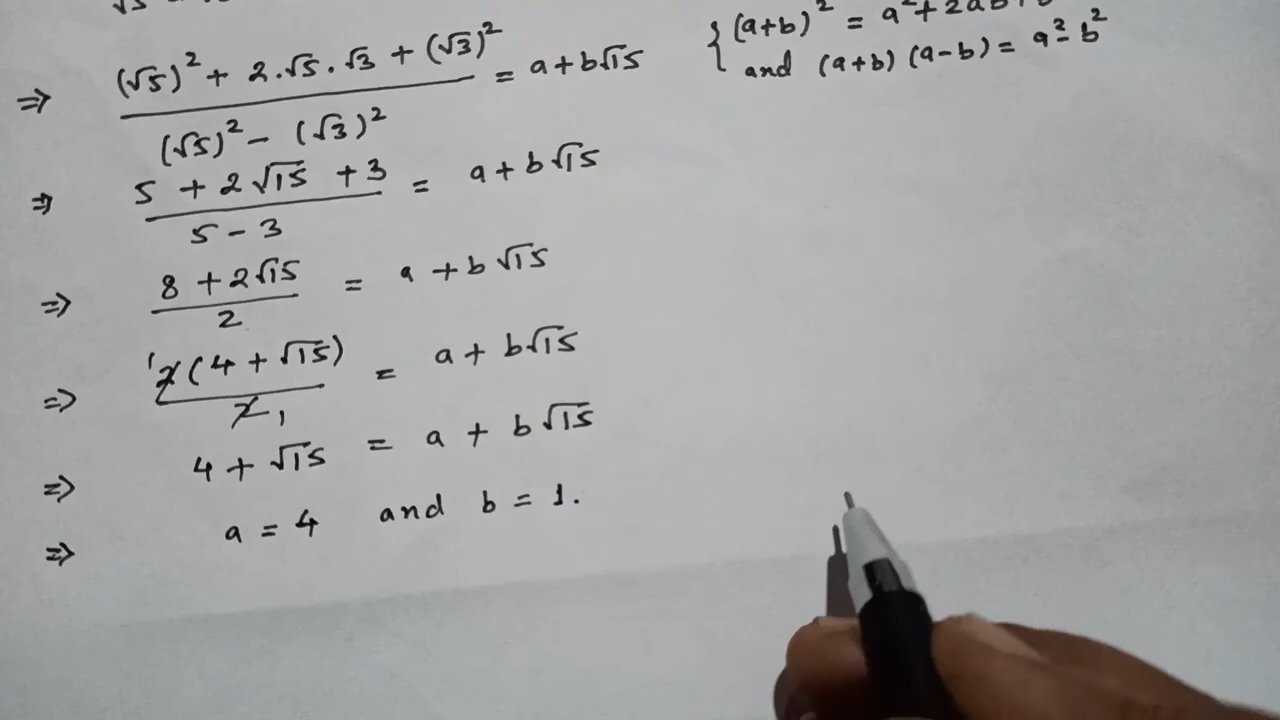 ⇒ ((√5)² + 2·√5·√3 + (√3)²) / ((√5)² − (√3)²) = a + b√15
{ (a+b)² = a² + 2ab
and (a+b)(a−b) = a² − b²
⇒ (5 + 2√15 + 3) / (5 − 3) = a + b√15
⇒ (8 + 2√15) / 2 = a + b√15
⇒ 1 2(4 + √15) / 2 1 = a + b√15
⇒ 4 + √15 = a + b√15
⇒ a = 4 and b = 1.